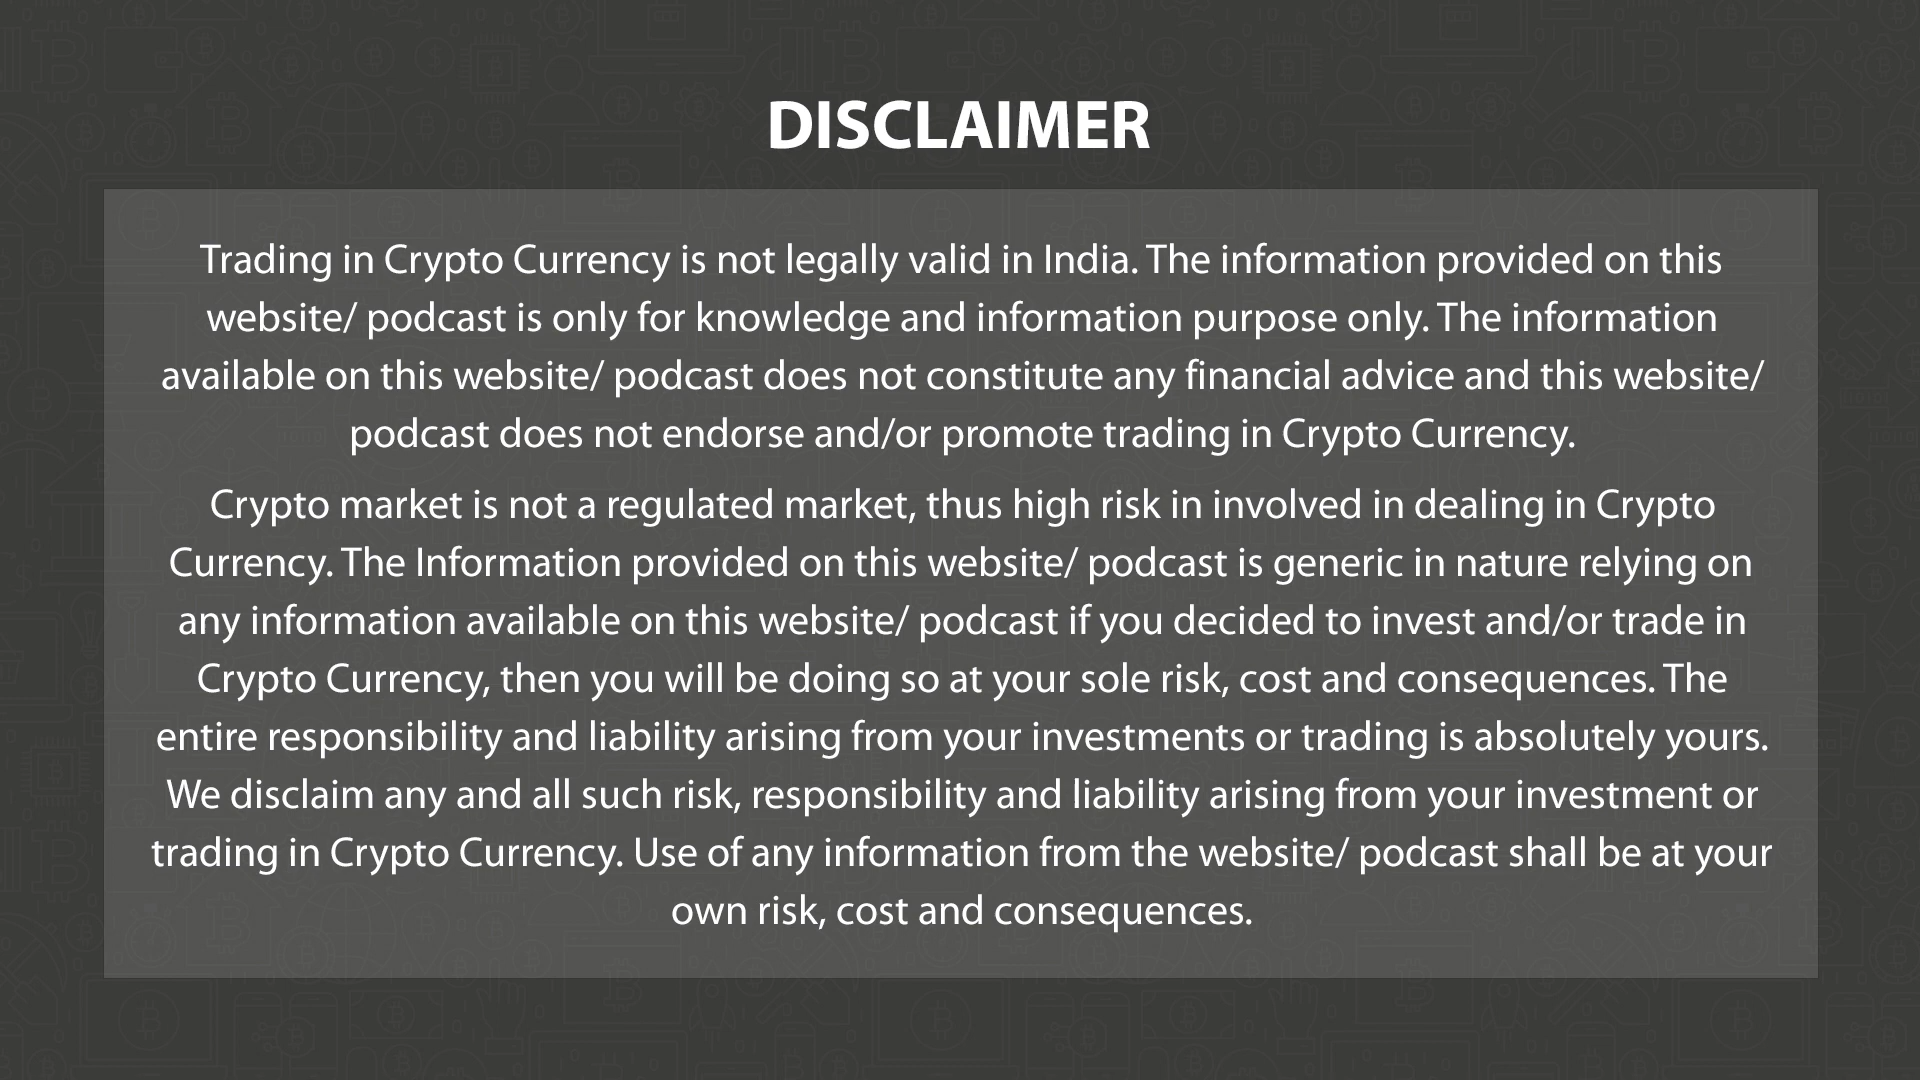 DISCLAIMER
Trading in Crypto Currency is not legally valid in India. The information provided on this
website/ podcast is only for knowledge and information purpose only. The information
available on this website/ podcast does not constitute any financial advice and this website/
podcast does not endorse and/or promote trading in Crypto Currency.
Crypto market is not a regulated market, thus high risk in involved in dealing in Crypto
Currency. The Information provided on this website/ podcast is generic in nature relying on
any information available on this website/ podcast if you decided to invest and/or trade in
Crypto Currency, then you will be doing so at your sole risk, cost and consequences. The
entire responsibility and liability arising from your investments or trading is absolutely yours.
We disclaim any and all such risk, responsibility and liability arising from your investment or
trading in Crypto Currency. Use of any information from the website/ podcast shall be at your
own risk, cost and consequences.